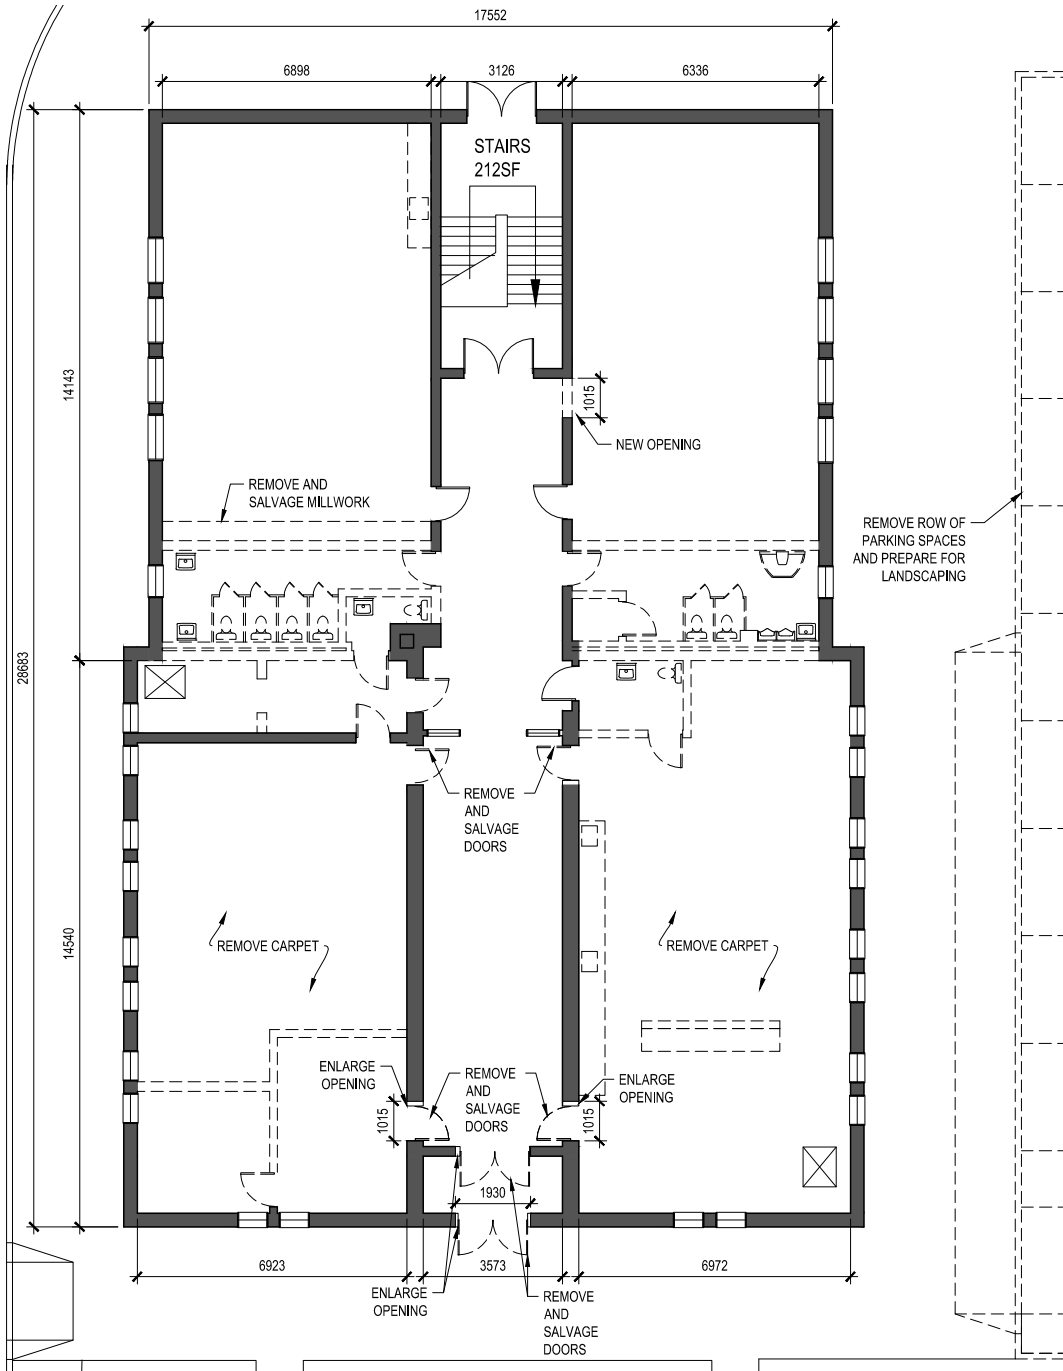 17552
6898
3126
6336
STAIRS
212SF
14143
1015
NEW OPENING
REMOVE AND
SALVAGE MILLWORK
REMOVE ROW OF
PARKING SPACES
AND PREPARE FOR
LANDSCAPING
28683
REMOVE
AND
SALVAGE
DOORS
14540
REMOVE CARPET
REMOVE CARPET
ENLARGE
OPENING
REMOVE
AND
SALVAGE
DOORS
ENLARGE
OPENING
1015
1015
1930
6923
3573
6972
ENLARGE
OPENING
REMOVE
AND
SALVAGE
DOORS